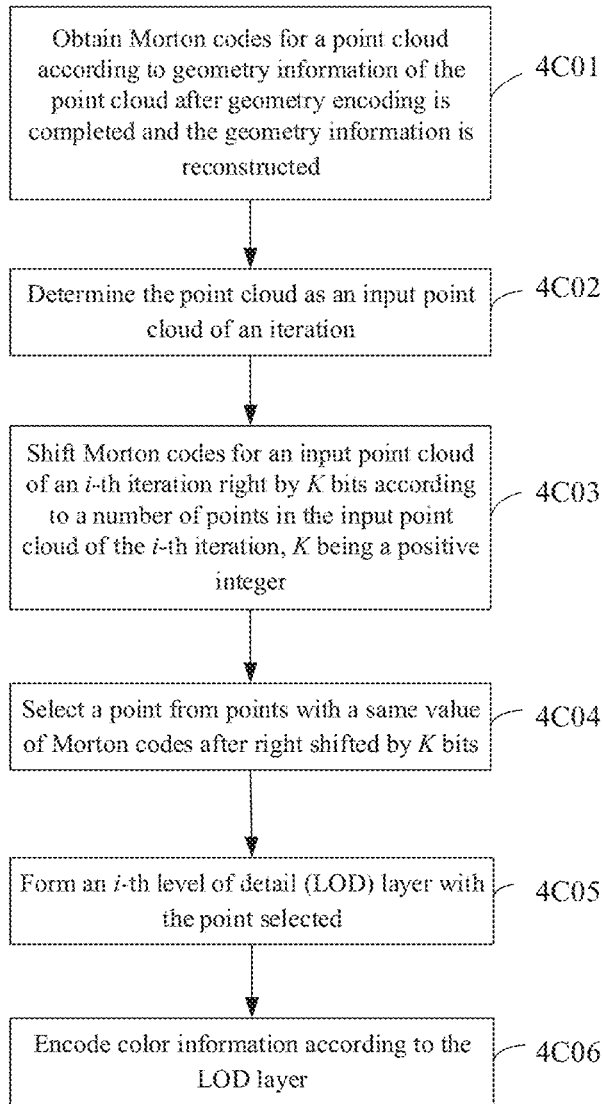 Obtain Morton codes for a point cloud
according to geometry information of the
point cloud after geometry encoding is
completed and the geometry information is
reconstructed
4C01
Determine the point cloud as an input point
cloud of an iteration
4C02
Shift Morton codes for an input point cloud
of an i-th iteration right by K bits according
to a number of points in the input point
cloud of the i-th iteration, K being a positive
integer
4C03
Select a point from points with a same value
of Morton codes after right shifted by K bits
4C04
Form an i-th level of detail (LOD) layer with
the point selected
4C05
Encode color information according to the
LOD layer
4C06